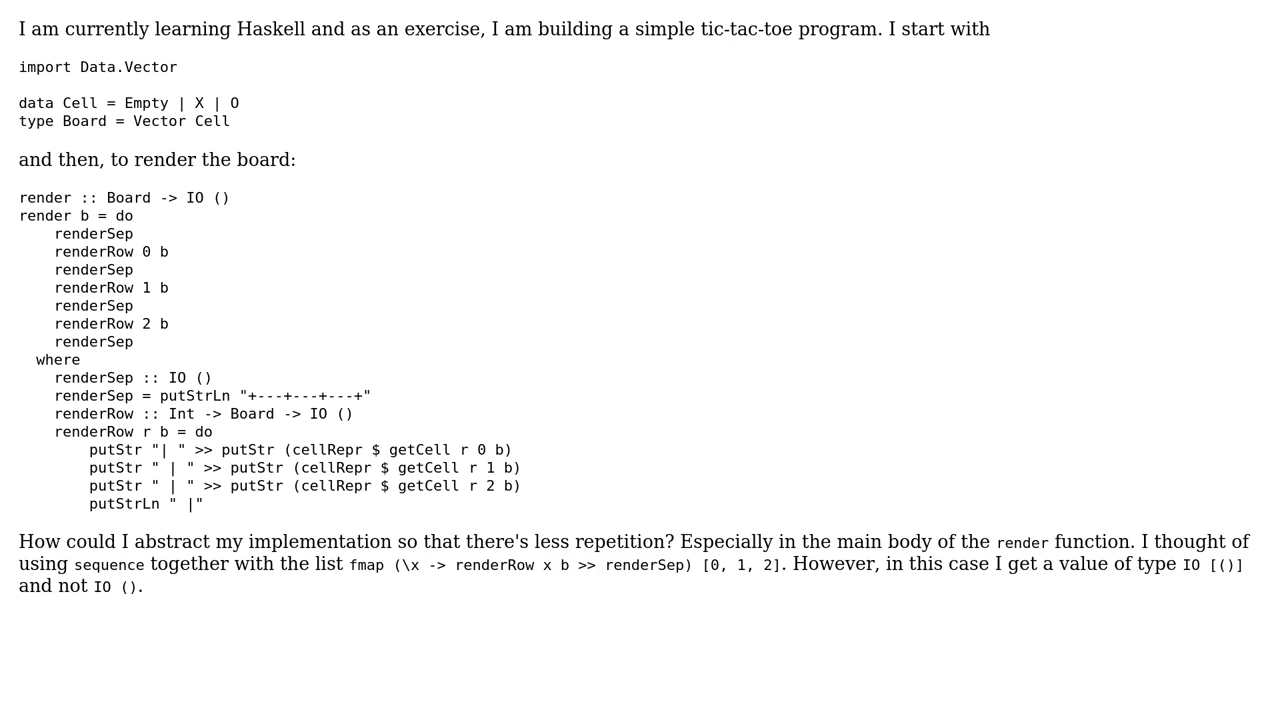 I am currently learning Haskell and as an exercise, I am building a simple tic-tac-toe program. I start with
import Data.Vector
data Cell = Empty | X | O
type Board = Vector Cell
and then, to render the board:
render :: Board -> IO ()
render b = do
    renderSep
    renderRow 0 b
    renderSep
    renderRow 1 b
    renderSep
    renderRow 2 b
    renderSep
  where
    renderSep :: IO ()
    renderSep = putStrLn "+---+---+---+"
    renderRow :: Int -> Board -> IO ()
    renderRow r b = do
        putStr "| " >> putStr (cellRepr $ getCell r 0 b)
        putStr " | " >> putStr (cellRepr $ getCell r 1 b)
        putStr " | " >> putStr (cellRepr $ getCell r 2 b)
        putStrLn " |"
How could I abstract my implementation so that there's less repetition? Especially in the main body of the render function. I thought of
using sequence together with the list fmap (\x -> renderRow x b >> renderSep) [0, 1, 2]. However, in this case I get a value of type IO [()]
and not IO ().